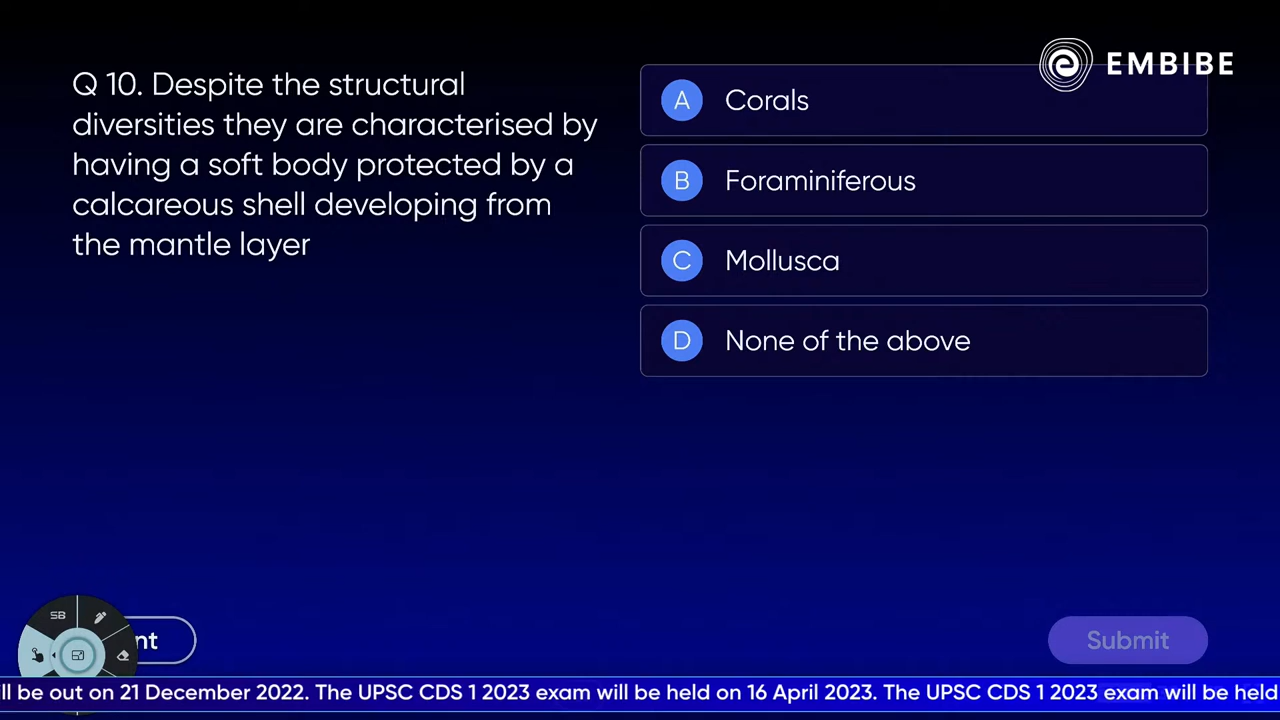 EMBIBE
Q 10. Despite the structural
diversities they are characterised by
having a soft body protected by a
calcareous shell developing from
the mantle layer
A Corals
B Foraminiferous
C Mollusca
D None of the above
SB
nt
Submit
ll be out on 21 December 2022. The UPSC CDS 1 2023 exam will be held on 16 April 2023. The UPSC CDS 1 2023 exam will be held